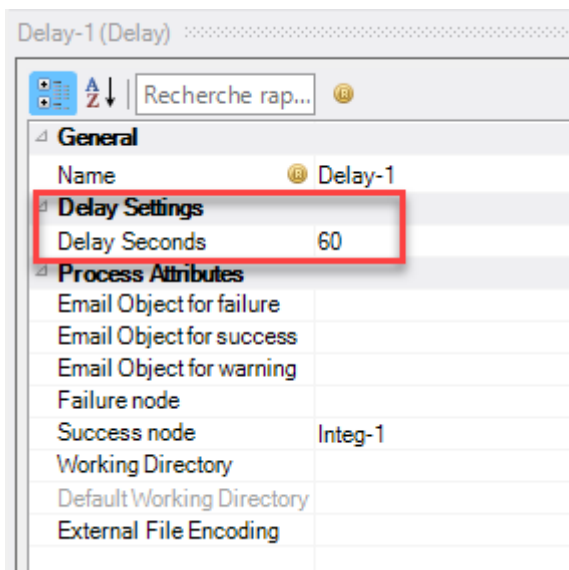 Delay-1 (Delay)
Recherche rap...
General
Name Delay-1
Delay Settings
Delay Seconds 60
Process Attributes
Email Object for failure
Email Object for success
Email Object for warning
Failure node
Success node Integ-1
Working Directory
Default Working Directory
External File Encoding